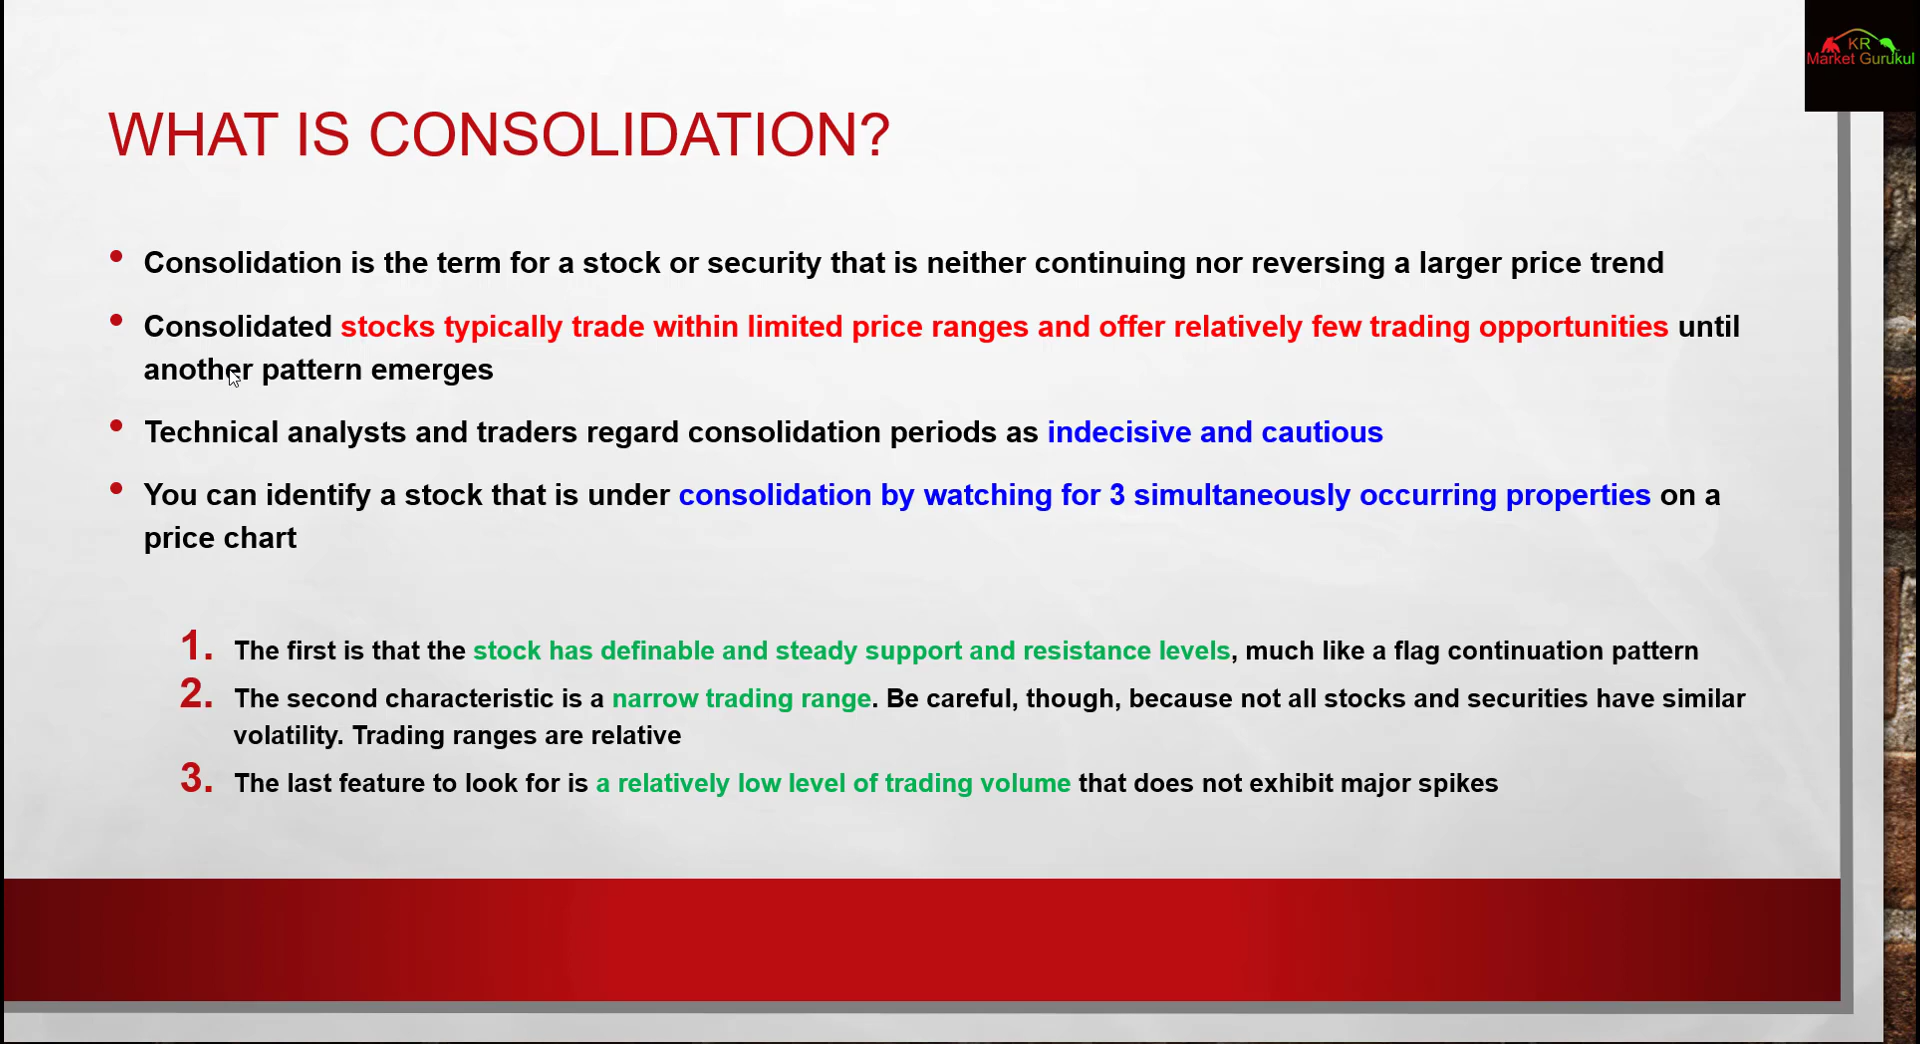 KR
Market Gurukul
WHAT IS CONSOLIDATION?
• Consolidation is the term for a stock or security that is neither continuing nor reversing a larger price trend
• Consolidated stocks typically trade within limited price ranges and offer relatively few trading opportunities until
another pattern emerges
• Technical analysts and traders regard consolidation periods as indecisive and cautious
• You can identify a stock that is under consolidation by watching for 3 simultaneously occurring properties on a
price chart
1. The first is that the stock has definable and steady support and resistance levels, much like a flag continuation pattern
2. The second characteristic is a narrow trading range. Be careful, though, because not all stocks and securities have similar
volatility. Trading ranges are relative
3. The last feature to look for is a relatively low level of trading volume that does not exhibit major spikes